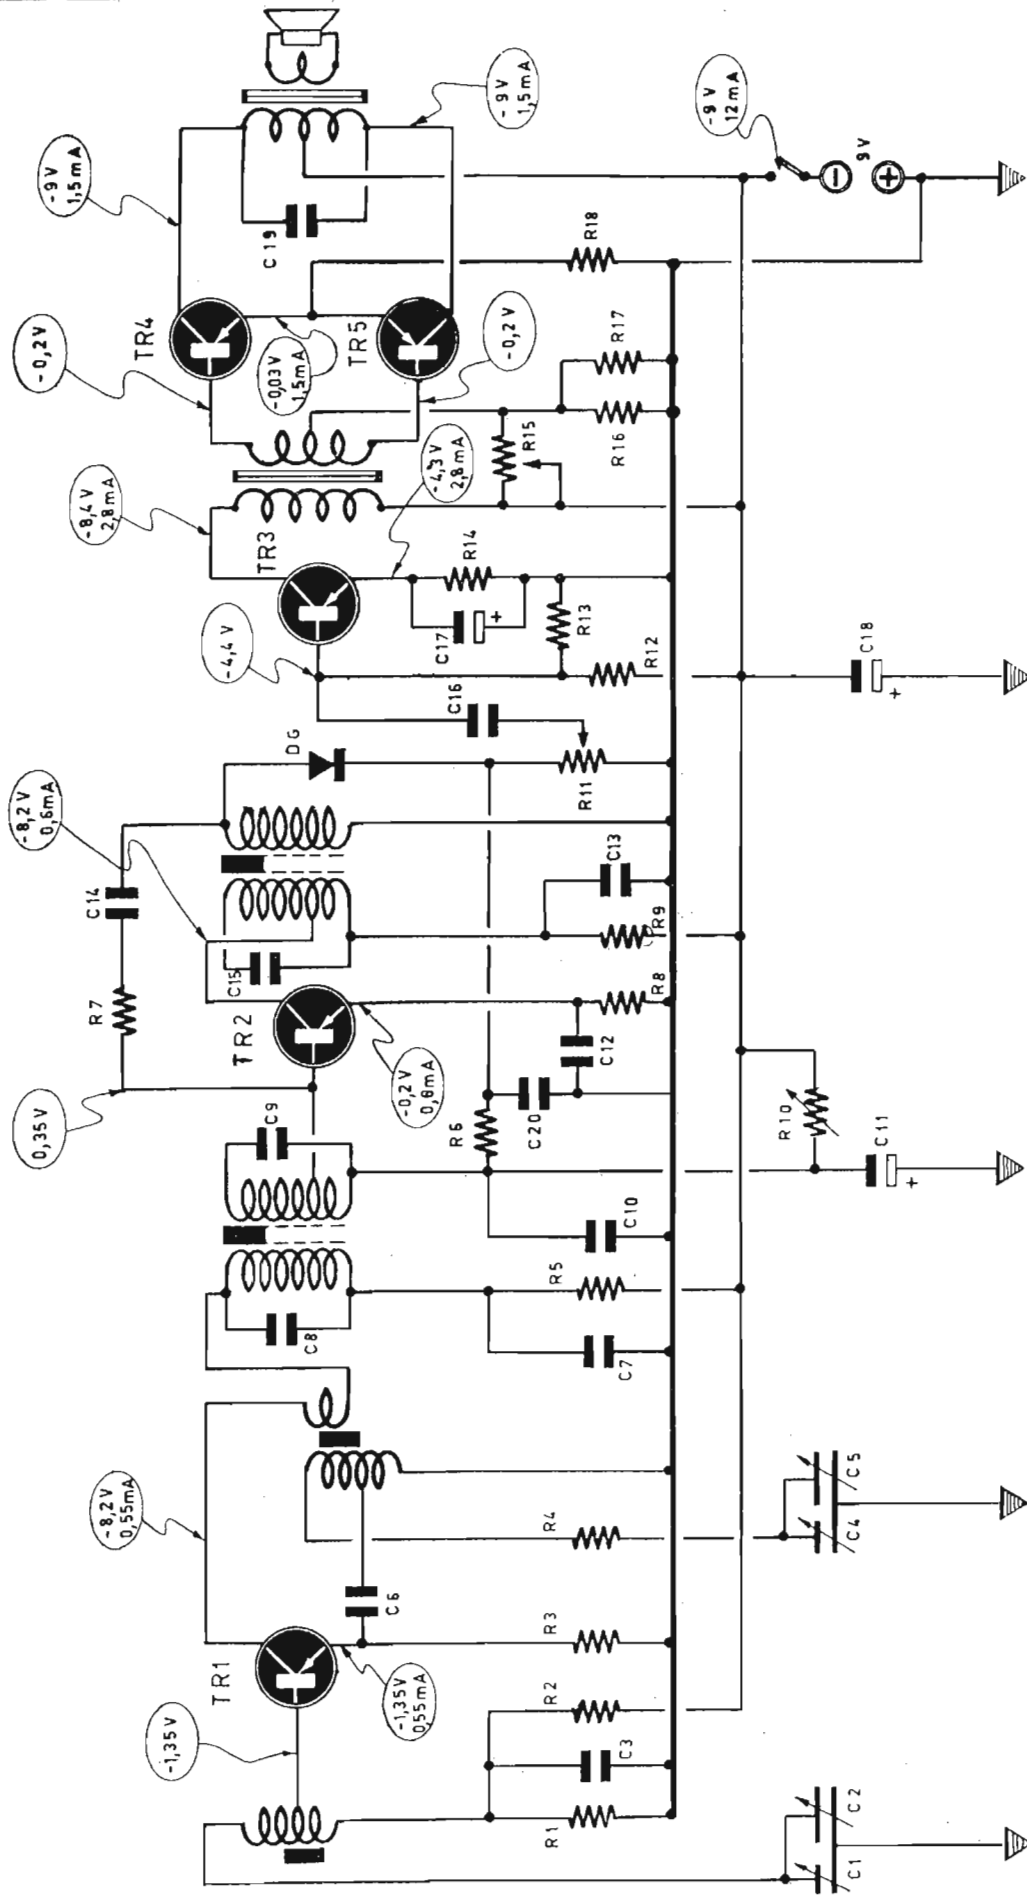 -1,35V
TR1
-8,2V
0,55mA
-1,35V
0,55mA
C6
R1
C3
R2
R3
R4
C1
C2
C4
C5
C8
C9
C7
R5
C10
R6
C20
C12
R8
R9
C13
0,35V
R7
C14
-8,2V
0,6mA
TR2
C15
-0,2V
0,6mA
DG
R11
C16
R10
C11
+
-4,4V
TR3
-8,4V
2,8mA
-4,3V
2,8mA
C17
+
R14
R13
R12
C18
+
R15
R16
R17
R18
-0,2V
TR4
-9V
1,5mA
-0,03V
1,5mA
TR5
-0,2V
C19
-9V
1,5mA
-9V
12mA
−
+
9V